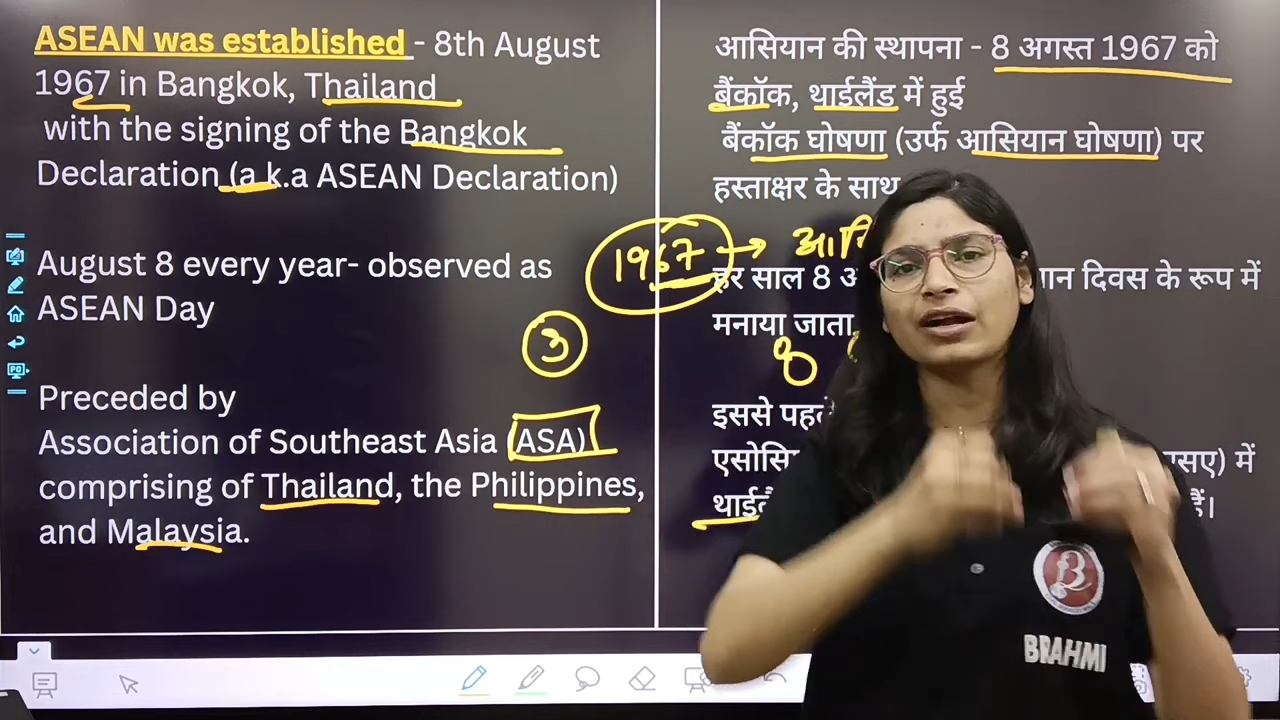 ASEAN was established - 8th August
1967 in Bangkok, Thailand
with the signing of the Bangkok
Declaration (a.k.a ASEAN Declaration)
August 8 every year- observed as
ASEAN Day
3
Preceded by
Association of Southeast Asia (ASA)
comprising of Thailand, the Philippines,
and Malaysia.
आसियान की स्थापना - 8 अगस्त 1967 को
बैंकॉक, थाईलैंड में हुई
बैंकॉक घोषणा (उर्फ आसियान घोषणा) पर
हस्ताक्षर के साथ
1967 →
हर साल 8 दिवस के रूप में
मनाया जाता
8
इससे
में
BRAHMI